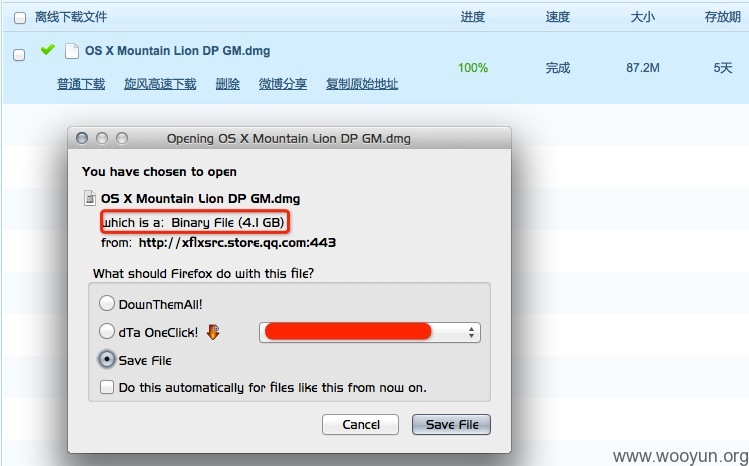 离线下载文件 进度 速度 大小 存放期
OS X Mountain Lion DP GM.dmg
100% 完成 87.2M 5天
普通下载 旋风高速下载 删除 微博分享 复制原始地址
Opening OS X Mountain Lion DP GM.dmg
You have chosen to open
OS X Mountain Lion DP GM.dmg
which is a: Binary File (4.1 GB)
from: http://xflxsrc.store.qq.com:443
What should Firefox do with this file?
DownThemAll!
dTa OneClick!
Save File
Do this automatically for files like this from now on.
Cancel Save File
www.wooyun.org